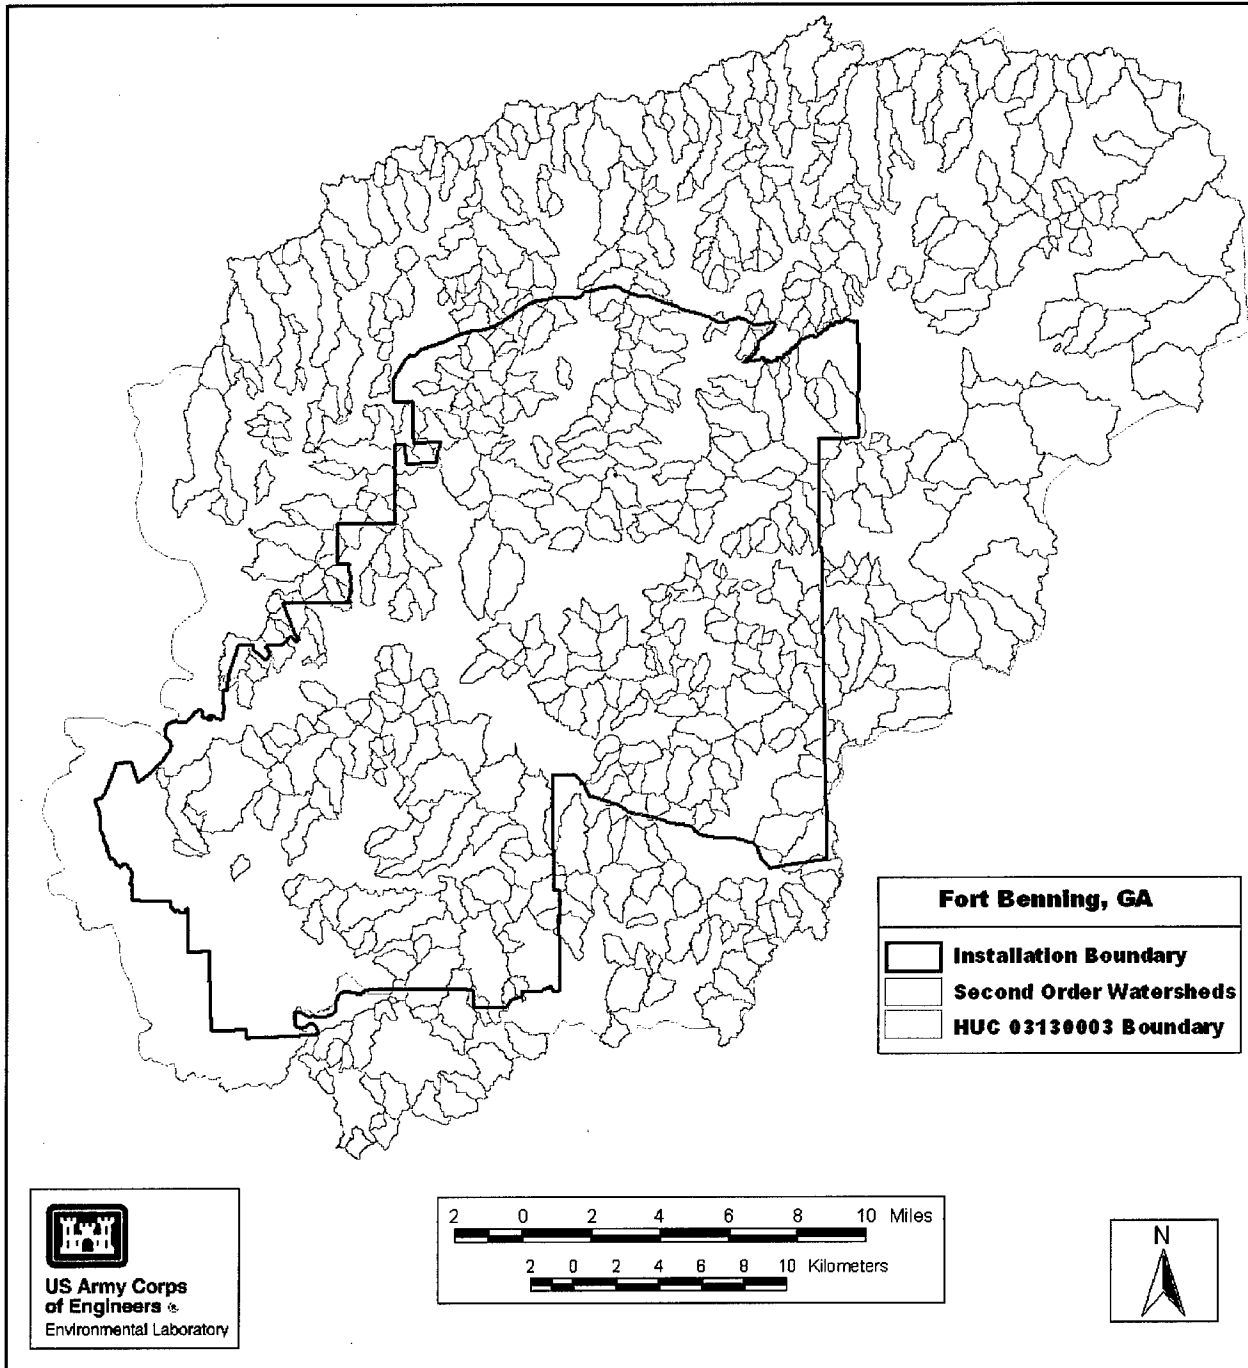 Fort Benning, GA
Installation Boundary
Second Order Watersheds
HUC 03130003 Boundary
US Army Corps
of Engineers ®
Environmental Laboratory
2 0 2 4 6 8 10 Miles
2 0 2 4 6 8 10 Kilometers
N